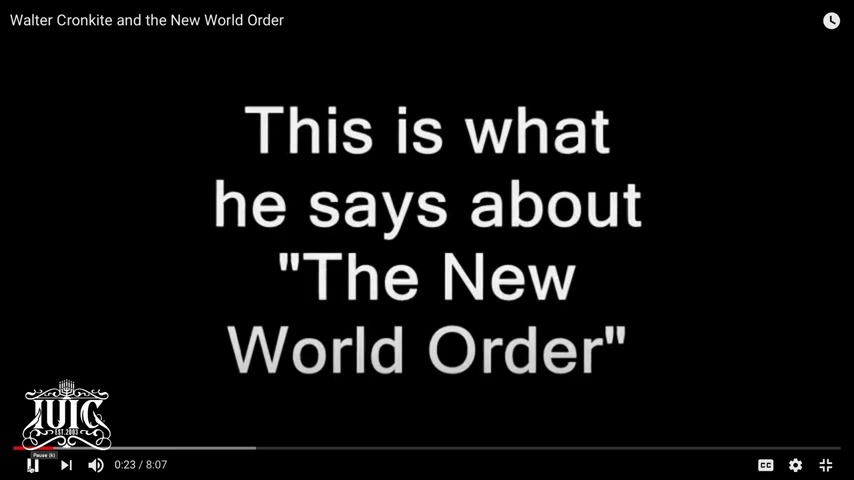 Walter Cronkite and the New World Order
This is what
he says about
"The New
World Order"
IUIC
EST. 2003
Pause (k)
0:23 / 8:07
CC